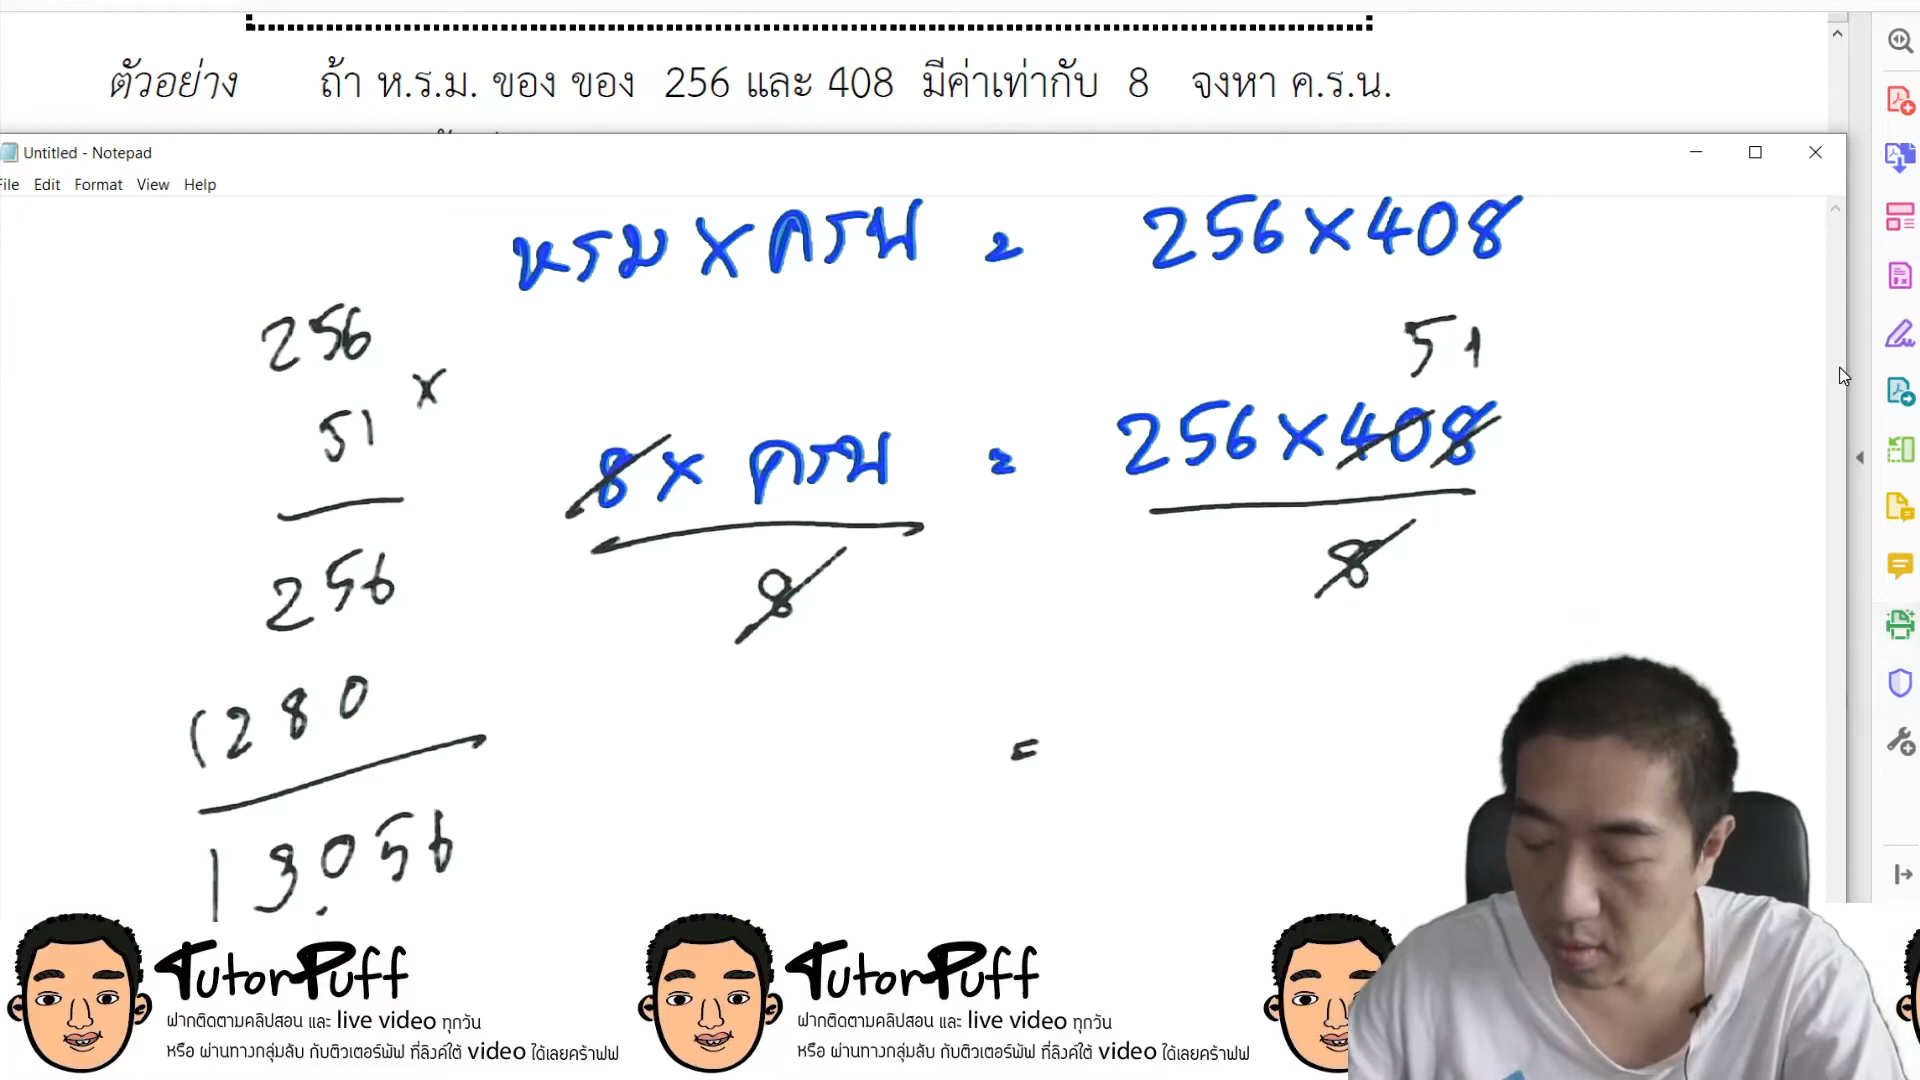 ตัวอย่าง ถ้า ห.ร.ม. ของ ของ 256 และ 408 มีค่าเท่ากับ 8 จงหา ค.ร.น.
Untitled - Notepad
File Edit Format View Help
หรม x ครน = 256 x 408
256
51 x
256
1280
13056
51
8 x ครน = 256 x 408
8 8
=
TutorPuff
ฝากติดตามคลิปสอน และ live video ทุกวัน
หรือ ผ่านทางกลุ่มลับ กับติวเตอร์พัฟ ที่ลิงค์ใต้ video ได้เลยคร้าฟฟ
TutorPuff
ฝากติดตามคลิปสอน และ live video ทุกวัน
หรือ ผ่านทางกลุ่มลับ กับติวเตอร์พัฟ ที่ลิงค์ใต้ video ได้เลยคร้าฟฟ